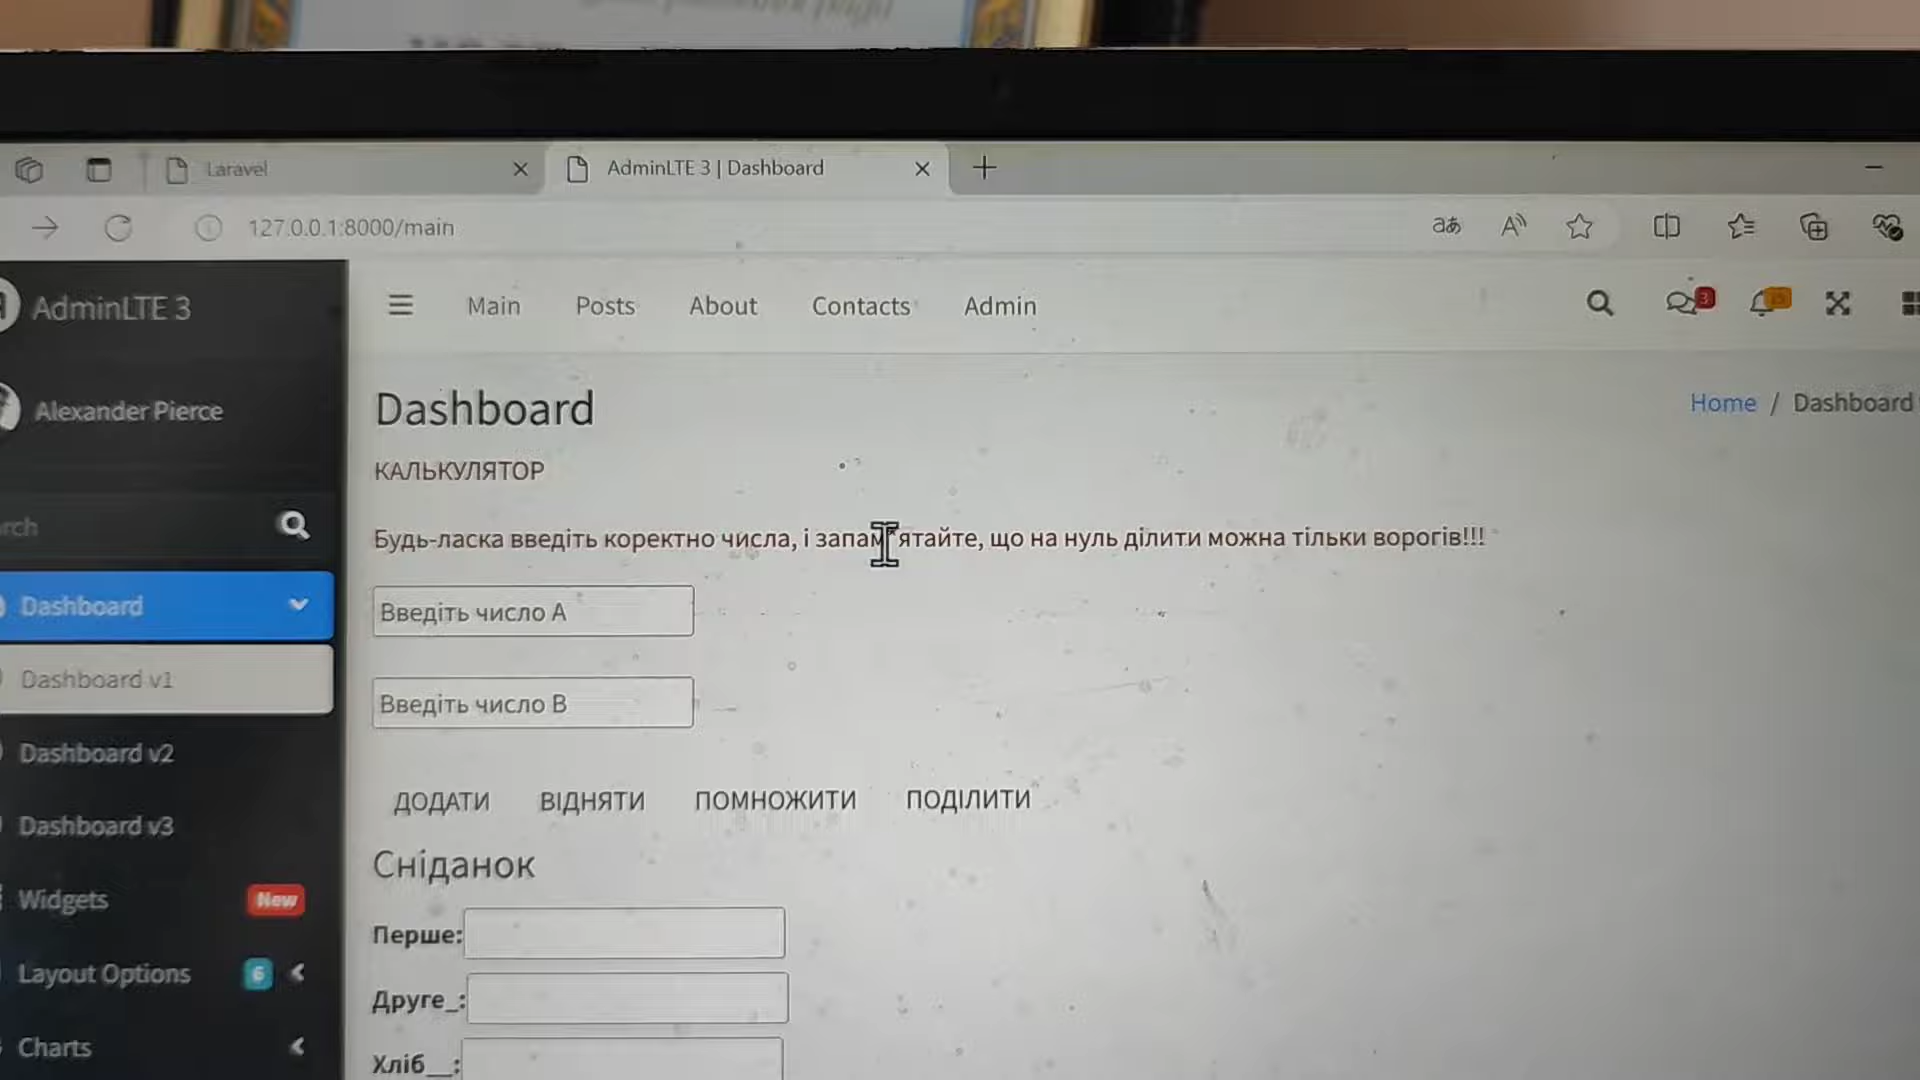 Laravel
AdminLTE 3 | Dashboard
127.0.0.1:8000/main
AdminLTE 3
Main Posts About Contacts Admin
3
Alexander Pierce
Dashboard
Home / Dashboard
КАЛЬКУЛЯТОР
Будь-ласка введіть коректно числа, і запам'ятайте, що на нуль ділити можна тільки ворогів!!!
Dashboard
Введіть число A
Dashboard v1
Введіть число B
Dashboard v2
ДОДАТИ ВІДНЯТИ ПОМНОЖИТИ ПОДІЛИТИ
Dashboard v3
Сніданок
Widgets New
Перше:
Layout Options 6
Друге_:
Charts
Хліб__: